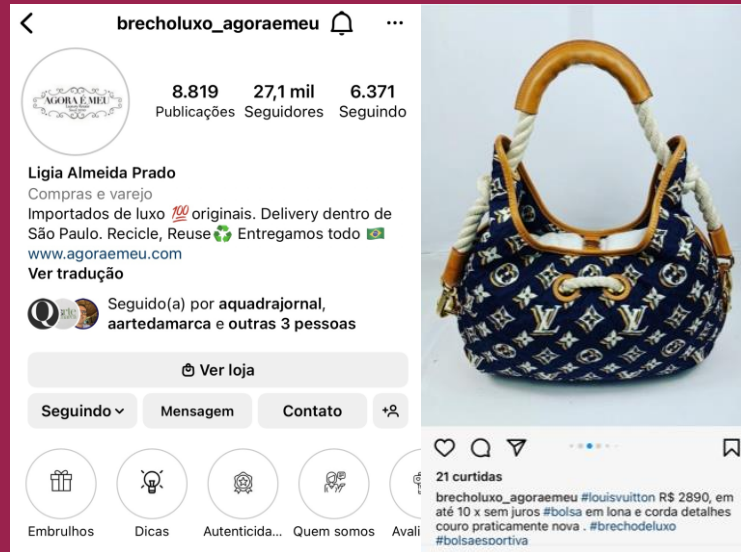 brecholuxo_agoraemeu
AGORA É MEU
8.819 27,1 mil 6.371
Publicações Seguidores Seguindo
Ligia Almeida Prado
Compras e varejo
Importados de luxo 💯 originais. Delivery dentro de
São Paulo. Recicle, Reuse♻️ Entregamos todo 🇧🇷
www.agoraemeu.com
Ver tradução
Seguido(a) por aquadrajornal,
aartedamarca e outras 3 pessoas
Ver loja
Seguindo Mensagem Contato
Embrulhos Dicas Autenticida... Quem somos Avali
21 curtidas
brecholuxo_agoraemeu #louisvuitton R$ 2890, em
até 10 x sem juros #bolsa em lona e corda detalhes
couro praticamente nova . #brechodeluxo
#bolsaesportiva